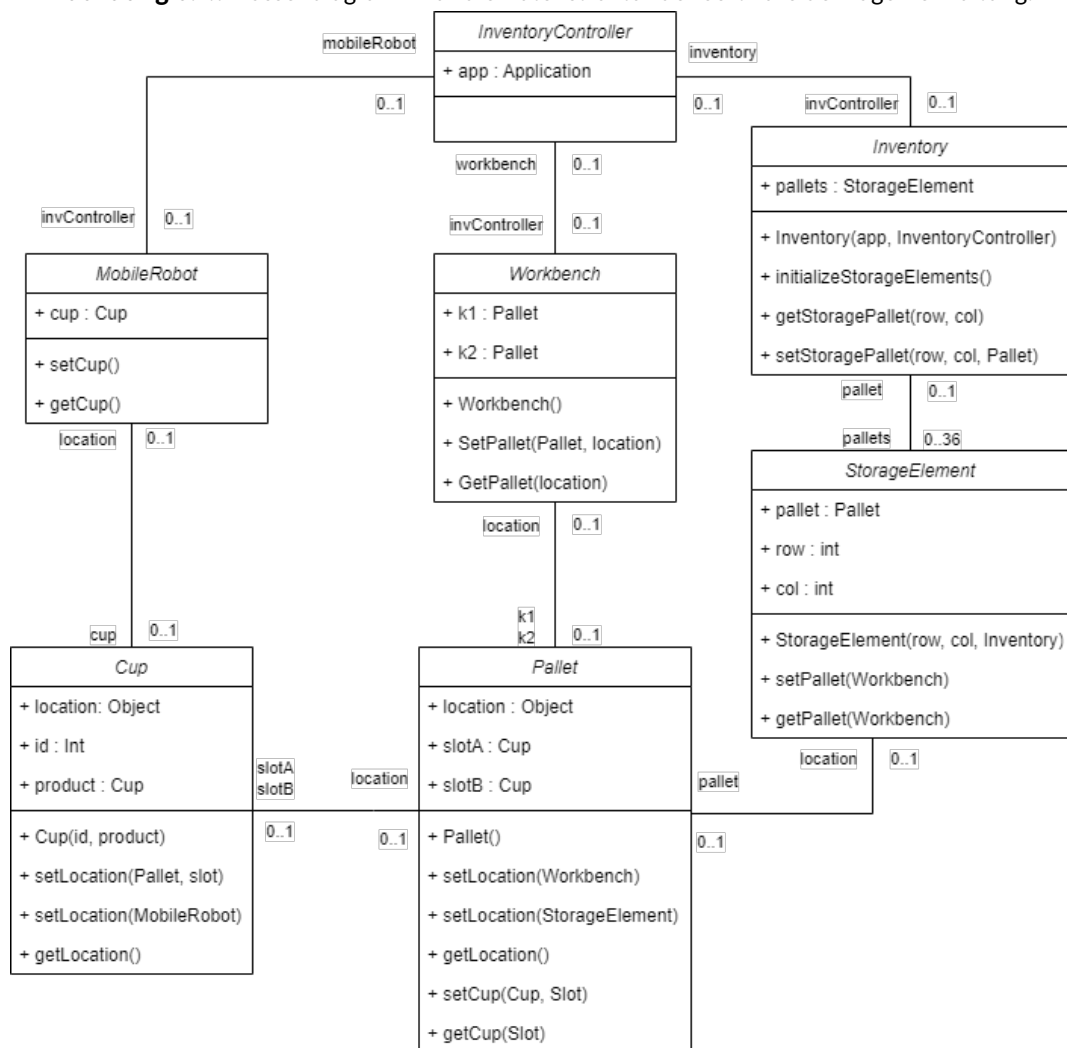 InventoryController
+ app : Application
mobileRobot
0..1
inventory
0..1
workbench
0..1
invController
0..1
invController
0..1
invController
0..1
MobileRobot
+ cup : Cup
+ setCup()
+ getCup()
location
0..1
Workbench
+ k1 : Pallet
+ k2 : Pallet
+ Workbench()
+ SetPallet(Pallet, location)
+ GetPallet(location)
location
0..1
Inventory
+ pallets : StorageElement
+ Inventory(app, InventoryController)
+ initializeStorageElements()
+ getStoragePallet(row, col)
+ setStoragePallet(row, col, Pallet)
pallet
0..1
pallets
0..36
StorageElement
+ pallet : Pallet
+ row : int
+ col : int
+ StorageElement(row, col, Inventory)
+ setPallet(Workbench)
+ getPallet(Workbench)
location
0..1
cup
0..1
Cup
+ location: Object
+ id : Int
+ product : Cup
+ Cup(id, product)
+ setLocation(Pallet, slot)
+ setLocation(MobileRobot)
+ getLocation()
slotA
slotB
0..1
location
0..1
k1
k2
0..1
Pallet
+ location : Object
+ slotA : Cup
+ slotB : Cup
+ Pallet()
+ setLocation(Workbench)
+ setLocation(StorageElement)
+ getLocation()
+ setCup(Cup, Slot)
+ getCup(Slot)
pallet
0..1